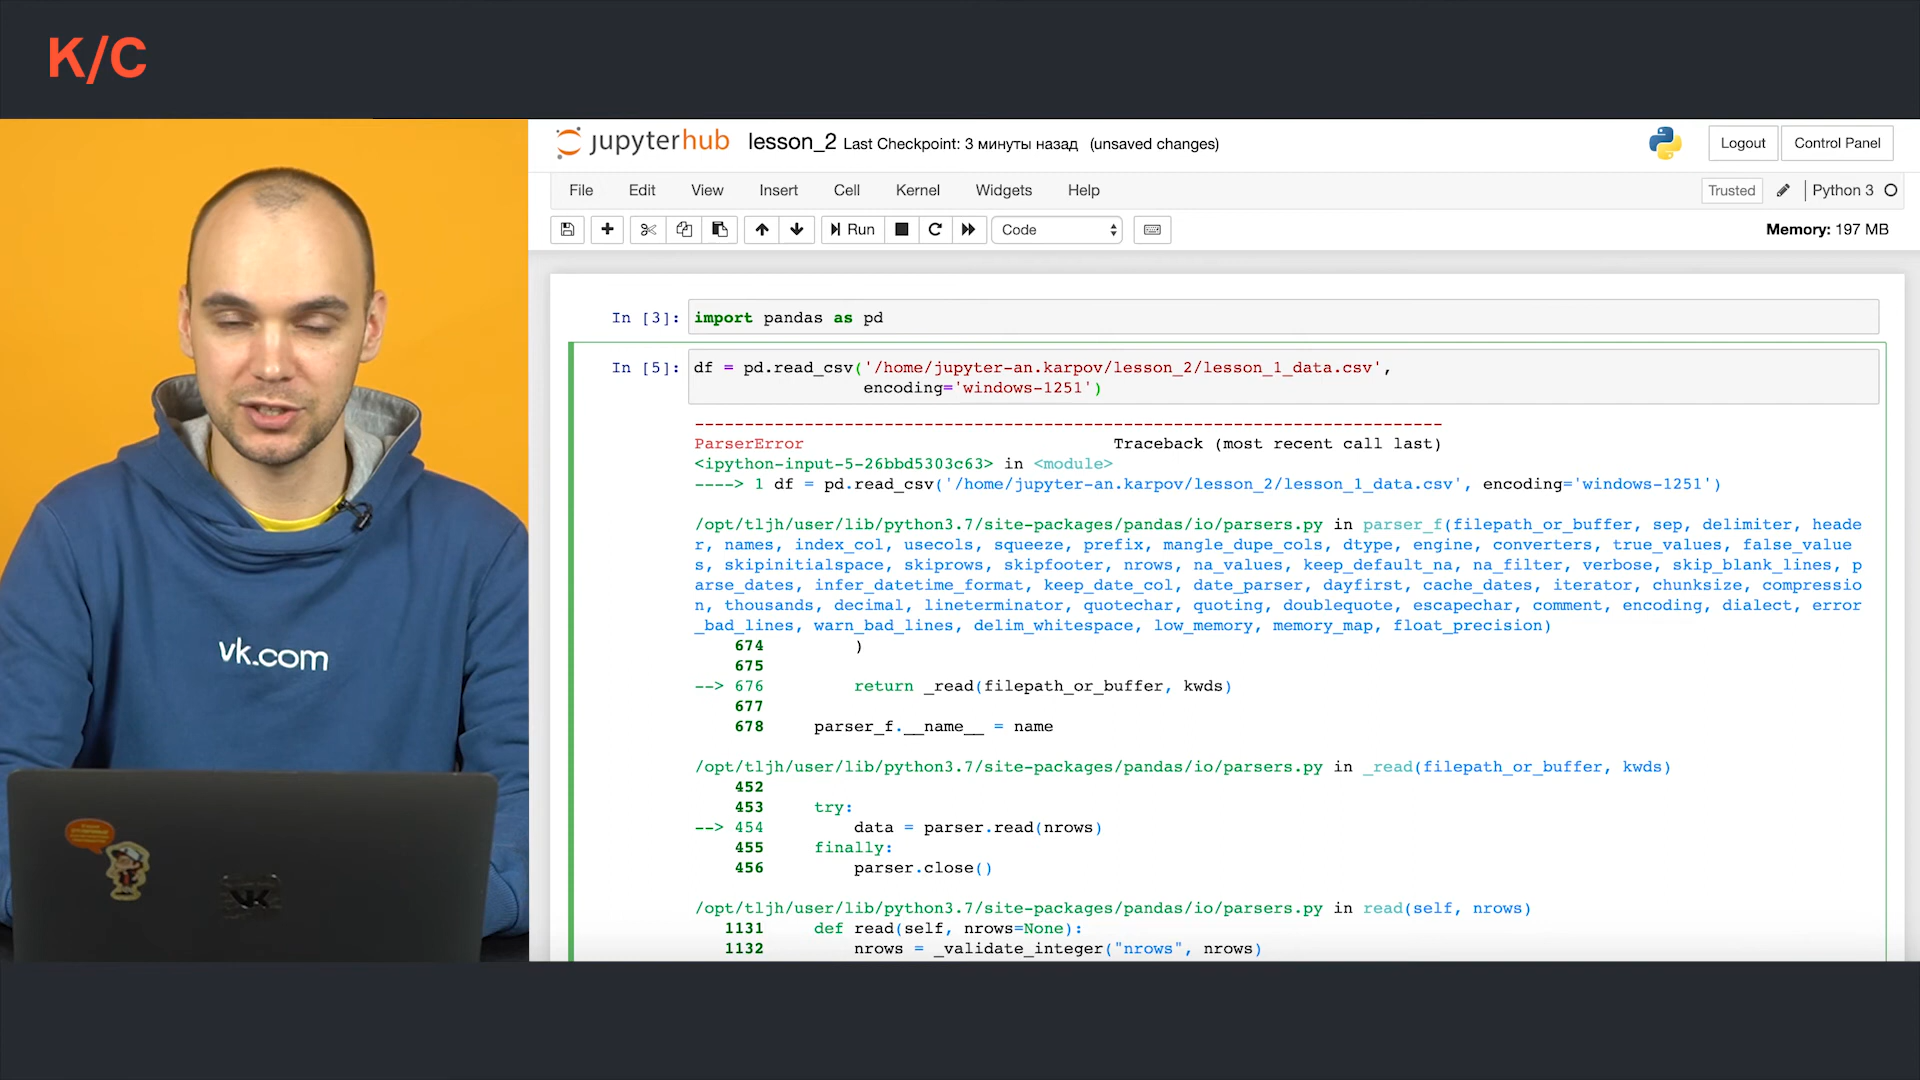 K/C
jupyterhub lesson_2 Last Checkpoint: 3 минуты назад (unsaved changes)
Logout Control Panel
File Edit View Insert Cell Kernel Widgets Help
Trusted Python 3
Run Code Memory: 197 MB
In [3]: import pandas as pd
In [5]: df = pd.read_csv('/home/jupyter-an.karpov/lesson_2/lesson_1_data.csv',
encoding='windows-1251')
---------------------------------------------------------------------------
ParserError Traceback (most recent call last)
<ipython-input-5-26bbd5303c63> in <module>
----> 1 df = pd.read_csv('/home/jupyter-an.karpov/lesson_2/lesson_1_data.csv', encoding='windows-1251')
/opt/tljh/user/lib/python3.7/site-packages/pandas/io/parsers.py in parser_f(filepath_or_buffer, sep, delimiter, heade
r, names, index_col, usecols, squeeze, prefix, mangle_dupe_cols, dtype, engine, converters, true_values, false_value
s, skipinitialspace, skiprows, skipfooter, nrows, na_values, keep_default_na, na_filter, verbose, skip_blank_lines, p
arse_dates, infer_datetime_format, keep_date_col, date_parser, dayfirst, cache_dates, iterator, chunksize, compressio
n, thousands, decimal, lineterminator, quotechar, quoting, doublequote, escapechar, comment, encoding, dialect, error
_bad_lines, warn_bad_lines, delim_whitespace, low_memory, memory_map, float_precision)
674 )
675
--> 676 return _read(filepath_or_buffer, kwds)
677
678 parser_f.__name__ = name
/opt/tljh/user/lib/python3.7/site-packages/pandas/io/parsers.py in _read(filepath_or_buffer, kwds)
452
453 try:
--> 454 data = parser.read(nrows)
455 finally:
456 parser.close()
/opt/tljh/user/lib/python3.7/site-packages/pandas/io/parsers.py in read(self, nrows)
1131 def read(self, nrows=None):
1132 nrows = _validate_integer("nrows", nrows)
vk.com
VK